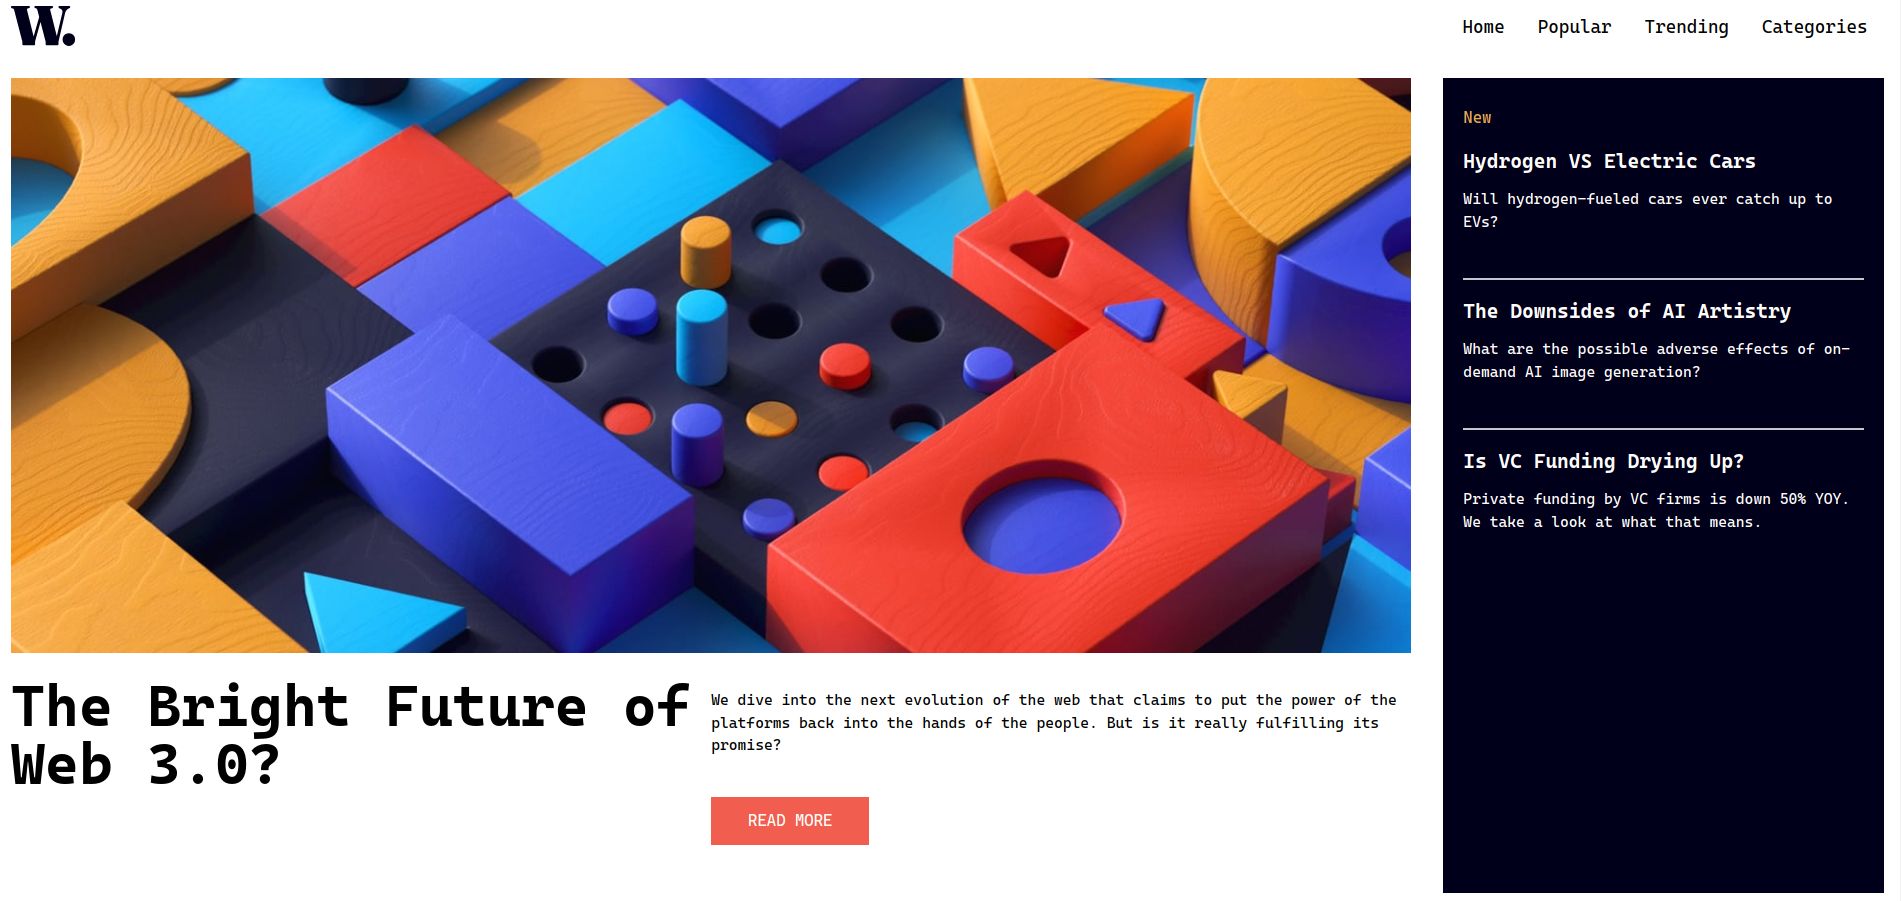 W.
Home Popular Trending Categories
New
Hydrogen VS Electric Cars
Will hydrogen-fueled cars ever catch up to
EVs?
The Downsides of AI Artistry
What are the possible adverse effects of on-
demand AI image generation?
Is VC Funding Drying Up?
Private funding by VC firms is down 50% YOY.
We take a look at what that means.
The Bright Future of
Web 3.0?
We dive into the next evolution of the web that claims to put the power of the
platforms back into the hands of the people. But is it really fulfilling its
promise?
READ MORE